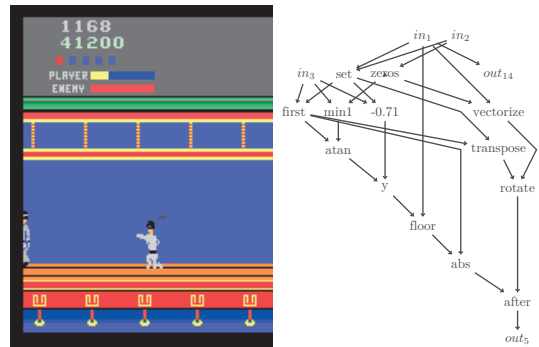 1168
41200
PLAYER
ENEMY
in1 in2
in3 set zeros out14
first min1 -0.71 vectorize
atan transpose
y rotate
floor
abs
after
out5